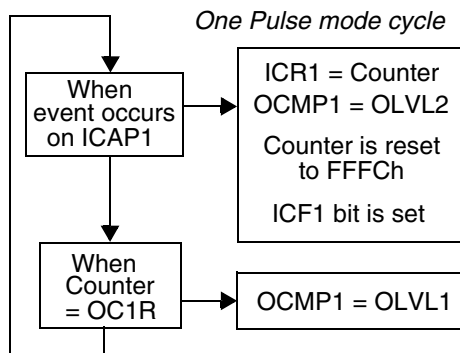 One Pulse mode cycle
When
event occurs
on ICAP1
ICR1 = Counter
OCMP1 = OLVL2
Counter is reset
to FFFCh
ICF1 bit is set
When
Counter
= OC1R
OCMP1 = OLVL1